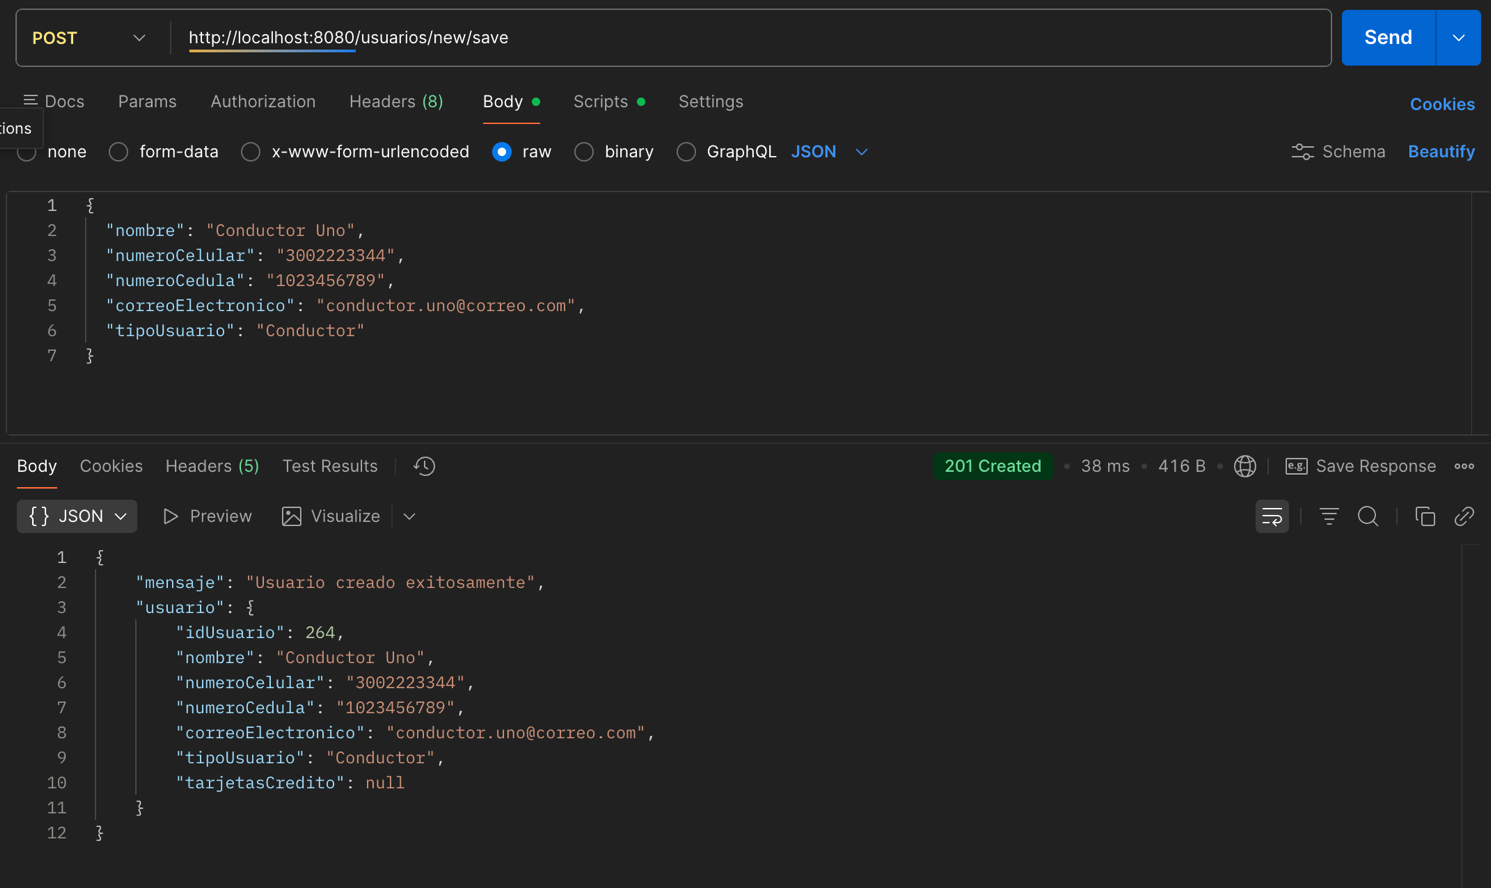 POST http://localhost:8080/usuarios/new/save Send
Docs Params Authorization Headers (8) Body Scripts Settings Cookies
tions
none form-data x-www-form-urlencoded raw binary GraphQL JSON Schema Beautify
1 {
2 "nombre": "Conductor Uno",
3 "numeroCelular": "3002223344",
4 "numeroCedula": "1023456789",
5 "correoElectronico": "conductor.uno@correo.com",
6 "tipoUsuario": "Conductor"
7 }
Body Cookies Headers (5) Test Results 201 Created • 38 ms • 416 B • e.g. Save Response
{} JSON Preview Visualize
1 {
2 "mensaje": "Usuario creado exitosamente",
3 "usuario": {
4 "idUsuario": 264,
5 "nombre": "Conductor Uno",
6 "numeroCelular": "3002223344",
7 "numeroCedula": "1023456789",
8 "correoElectronico": "conductor.uno@correo.com",
9 "tipoUsuario": "Conductor",
10 "tarjetasCredito": null
11 }
12 }